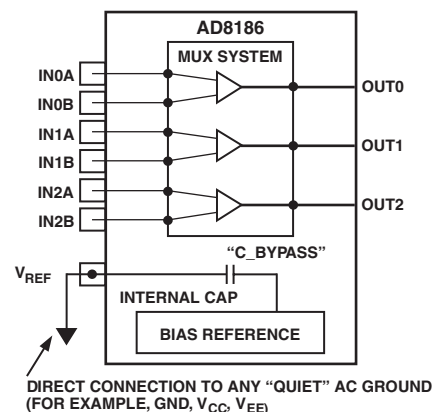 AD8186
MUX SYSTEM
IN0A
IN0B
IN1A
IN1B
IN2A
IN2B
OUT0
OUT1
OUT2
"C_BYPASS"
VREF
INTERNAL CAP
BIAS REFERENCE
DIRECT CONNECTION TO ANY "QUIET" AC GROUND
(FOR EXAMPLE, GND, VCC, VEE)